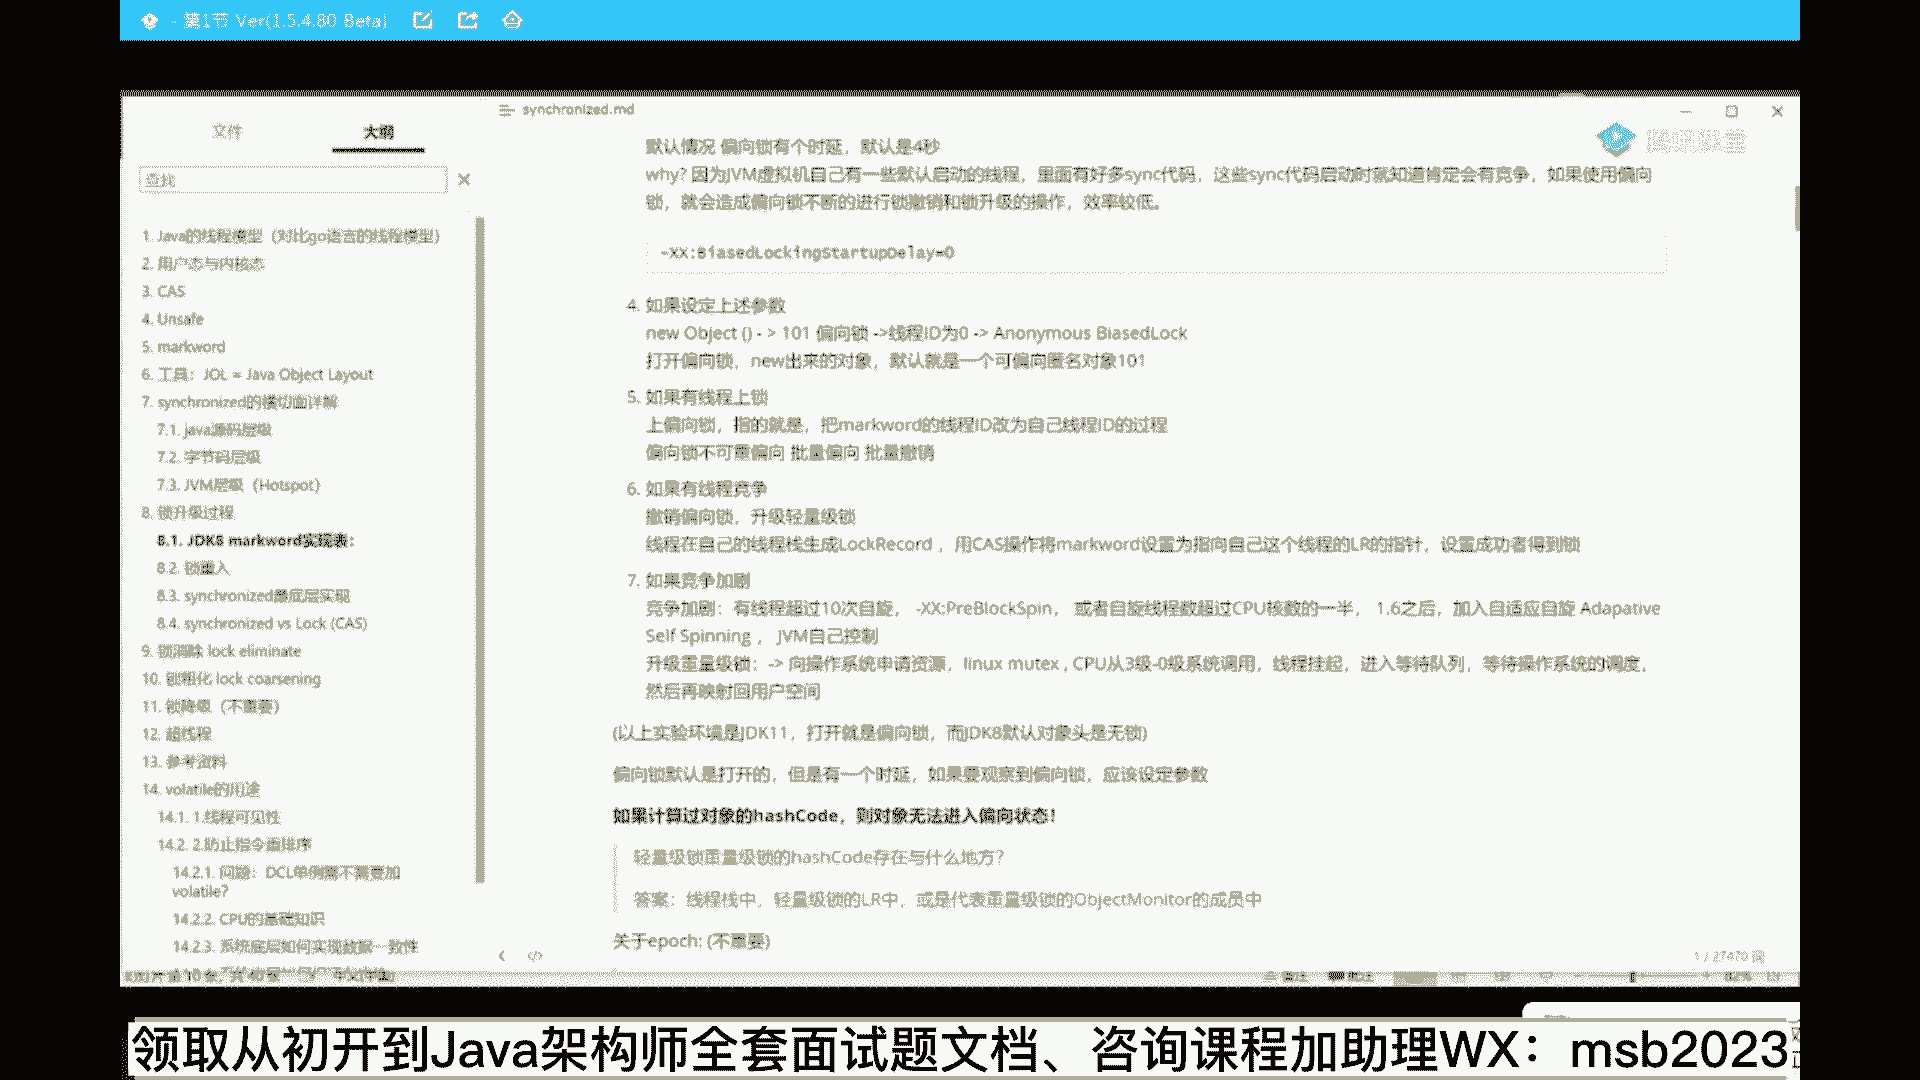 - 第1节 Ver(1.5.4.80 Beta)
synchronized.md
文件
大纲
腾讯课堂
查找
1. Java的线程模型（对比go语言的线程模型）
2. 用户态与内核态
3. CAS
4. Unsafe
5. markword
6. 工具：JOL = Java Object Layout
7. synchronized的横切面详解
7.1. java源码层级
7.2. 字节码层级
7.3. JVM层级（Hotspot）
8. 锁升级过程
8.1. JDK8 markword实现表：
8.2. 锁重入
8.3. synchronized最底层实现
8.4. synchronized vs Lock (CAS)
9. 锁消除 lock eliminate
10. 锁粗化 lock coarsening
11. 锁降级（不重要）
12. 超线程
13. 参考资料
14. volatile的用途
14.1. 1.线程可见性
14.2. 2.防止指令重排序
14.2.1. 问题：DCL单例需不需要加
volatile?
14.2.2. CPU的基础知识
14.2.3. 系统底层如何实现数据一致性
默认情况 偏向锁有个时延，默认是4秒
why? 因为JVM虚拟机自己有一些默认启动的线程，里面有好多sync代码，这些sync代码启动时就知道肯定会有竞争，如果使用偏向
锁，就会造成偏向锁不断的进行锁撤销和锁升级的操作，效率较低。
-XX:BiasedLockingStartupDelay=0
4. 如果设定上述参数
new Object () - > 101 偏向锁 ->线程ID为0 -> Anonymous BiasedLock
打开偏向锁，new出来的对象，默认就是一个可偏向匿名对象101
5. 如果有线程上锁
上偏向锁，指的就是，把markword的线程ID改为自己线程ID的过程
偏向锁不可重偏向 批量偏向 批量撤销
6. 如果有线程竞争
撤销偏向锁，升级轻量级锁
线程在自己的线程栈生成LockRecord ，用CAS操作将markword设置为指向自己这个线程的LR的指针，设置成功者得到锁
7. 如果竞争加剧
竞争加剧：有线程超过10次自旋， -XX:PreBlockSpin， 或者自旋线程数超过CPU核数的一半， 1.6之后，加入自适应自旋 Adapative
Self Spinning ， JVM自己控制
升级重量级锁：-> 向操作系统申请资源，linux mutex , CPU从3级-0级系统调用，线程挂起，进入等待队列，等待操作系统的调度，
然后再映射回用户空间
(以上实验环境是JDK11，打开就是偏向锁，而JDK8默认对象头是无锁)
偏向锁默认是打开的，但是有一个时延，如果要观察到偏向锁，应该设定参数
如果计算过对象的hashCode，则对象无法进入偏向状态！
轻量级锁重量级锁的hashCode存在与什么地方？
答案：线程栈中，轻量级锁的LR中，或是代表重量级锁的ObjectMonitor的成员中
关于epoch: (不重要)
1 / 27470 词
领取从初开到Java架构师全套面试题文档、咨询课程加助理WX：msb2023